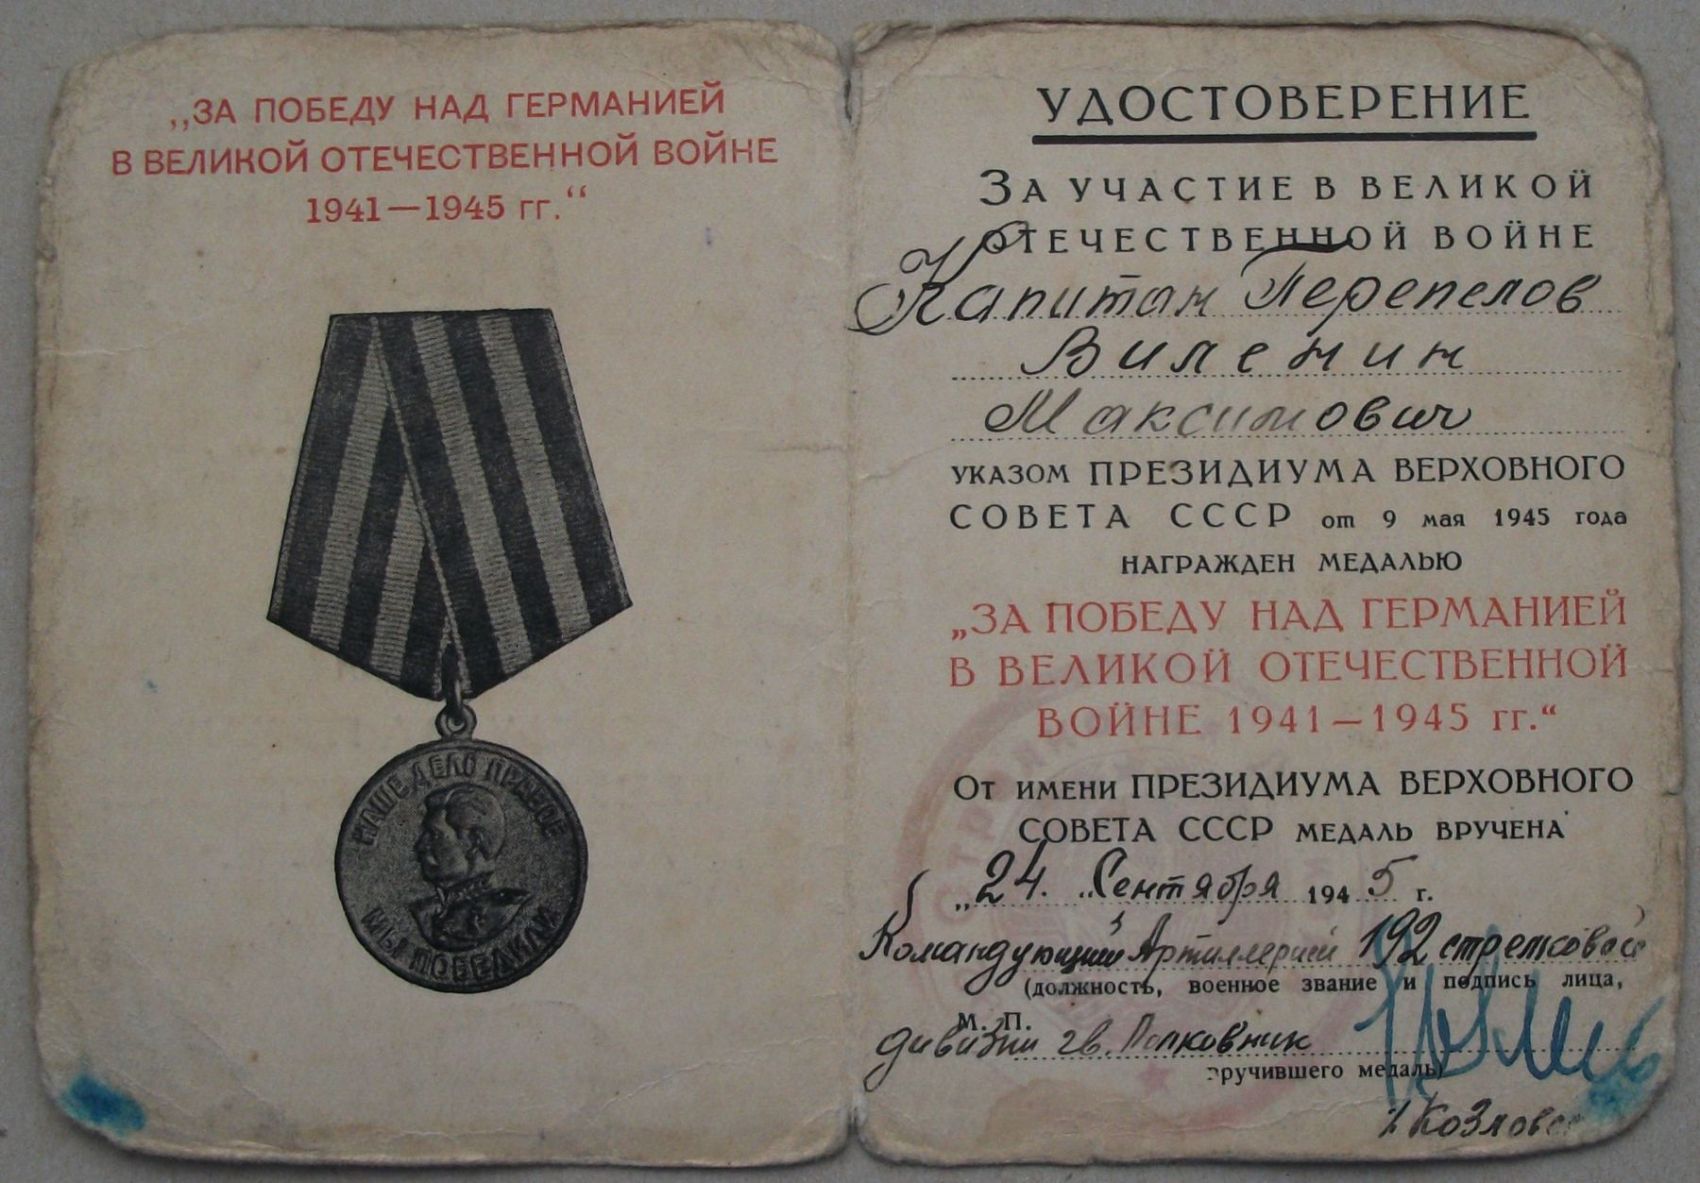 „ЗА ПОБЕДУ НАД ГЕРМАНИЕЙ
В ВЕЛИКОЙ ОТЕЧЕСТВЕННОЙ ВОЙНЕ
1941—1945 гг.“
НАШЕ ДЕЛО ПРАВОЕ
МЫ ПОБЕДИЛИ
УДОСТОВЕРЕНИЕ
ЗА УЧАСТИЕ В ВЕЛИКОЙ
ОТЕЧЕСТВЕННОЙ ВОЙНЕ
Капитан Перепелов
Виленин
Максимович
УКАЗОМ ПРЕЗИДИУМА ВЕРХОВНОГО
СОВЕТА СССР от 9 мая 1945 года
НАГРАЖДЕН МЕДАЛЬЮ
„ЗА ПОБЕДУ НАД ГЕРМАНИЕЙ
В ВЕЛИКОЙ ОТЕЧЕСТВЕННОЙ
ВОЙНЕ 1941—1945 гг.“
ОТ ИМЕНИ ПРЕЗИДИУМА ВЕРХОВНОГО
СОВЕТА СССР МЕДАЛЬ ВРУЧЕНА
„24. Сентября 1945 г.
Командующий Артиллерией 192 стрелковой
(должность, военное звание и подпись лица,
М. П.
дивизии гв. Полковник
вручившего медаль)